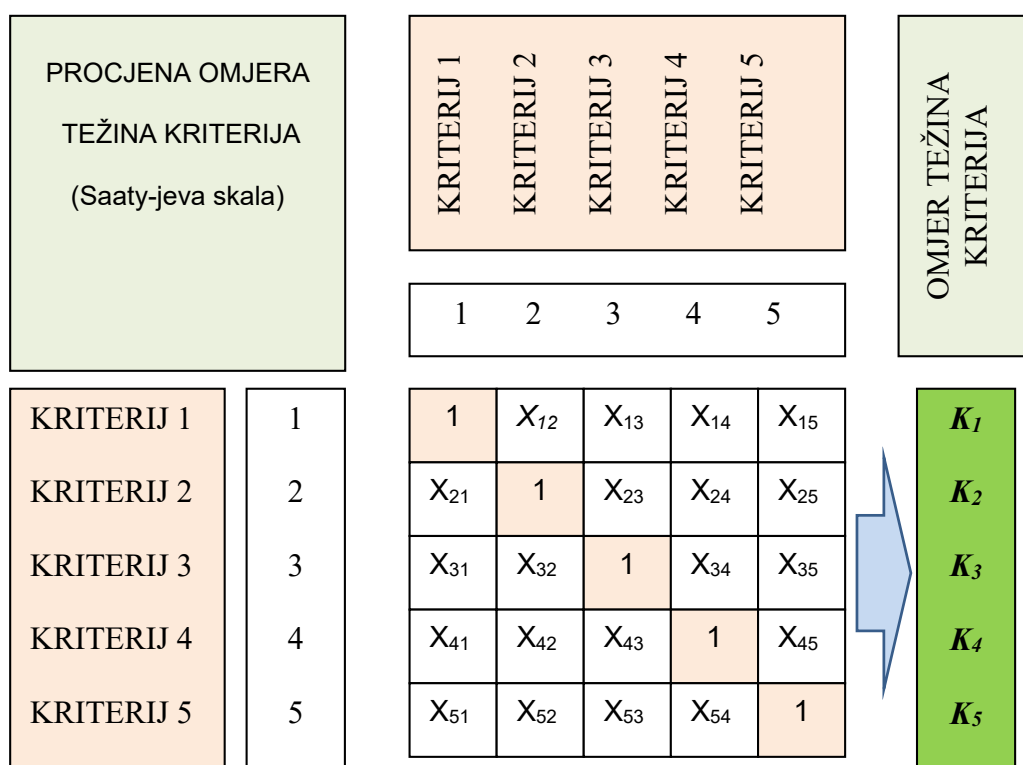 PROCJENA OMJERA
TEŽINA KRITERIJA
(Saaty-jeva skala)
KRITERIJ 1
KRITERIJ 2
KRITERIJ 3
KRITERIJ 4
KRITERIJ 5
OMJER TEŽINA
KRITERIJA
1 2 3 4 5
KRITERIJ 1 1 1 X₁₂ X₁₃ X₁₄ X₁₅ K₁
KRITERIJ 2 2 X₂₁ 1 X₂₃ X₂₄ X₂₅ K₂
KRITERIJ 3 3 X₃₁ X₃₂ 1 X₃₄ X₃₅ K₃
KRITERIJ 4 4 X₄₁ X₄₂ X₄₃ 1 X₄₅ K₄
KRITERIJ 5 5 X₅₁ X₅₂ X₅₃ X₅₄ 1 K₅